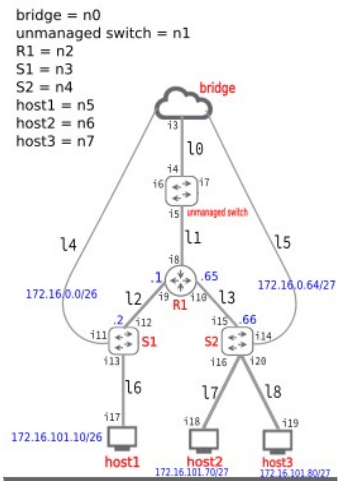 bridge = n0
unmanaged switch = n1
R1 = n2
S1 = n3
S2 = n4
host1 = n5
host2 = n6
host3 = n7
bridge
i3
l0
i4
i6
i7
unmanaged switch
i5
l4
l1
l5
i8
172.16.0.0/26
.1
.65
172.16.0.64/27
R1
l2
i9
i10
l3
.2
i12
i15
.66
i11
S1
S2
i14
i13
i16
i20
l6
l7
l8
i17
i18
i19
172.16.101.10/26
host1
host2
host3
172.16.101.70/27
172.16.101.80/27